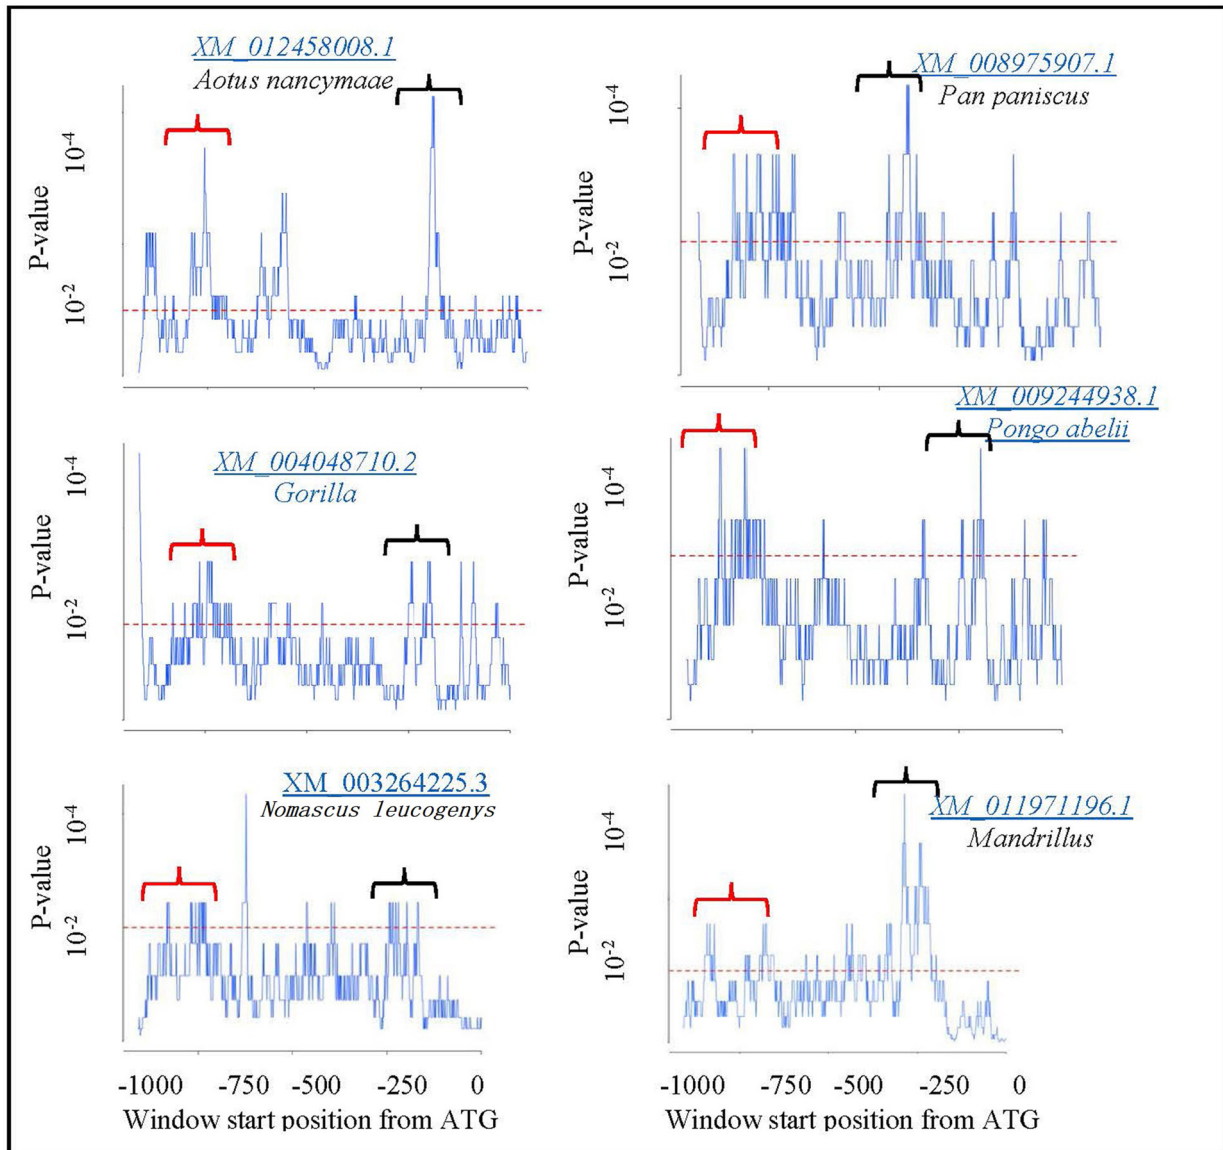 XM_012458008.1
Aotus nancymaae
P-value
10-4
10-2
XM_008975907.1
Pan paniscus
P-value
10-4
10-2
XM_004048710.2
Gorilla
P-value
10-4
10-2
XM_009244938.1
Pongo abelii
P-value
10-4
10-2
XM_003264225.3
Nomascus leucogenys
P-value
10-4
10-2
-1000 -750 -500 -250 0
Window start position from ATG
XM_011971196.1
Mandrillus
P-value
10-4
10-2
-1000 -750 -500 -250 0
Window start position from ATG